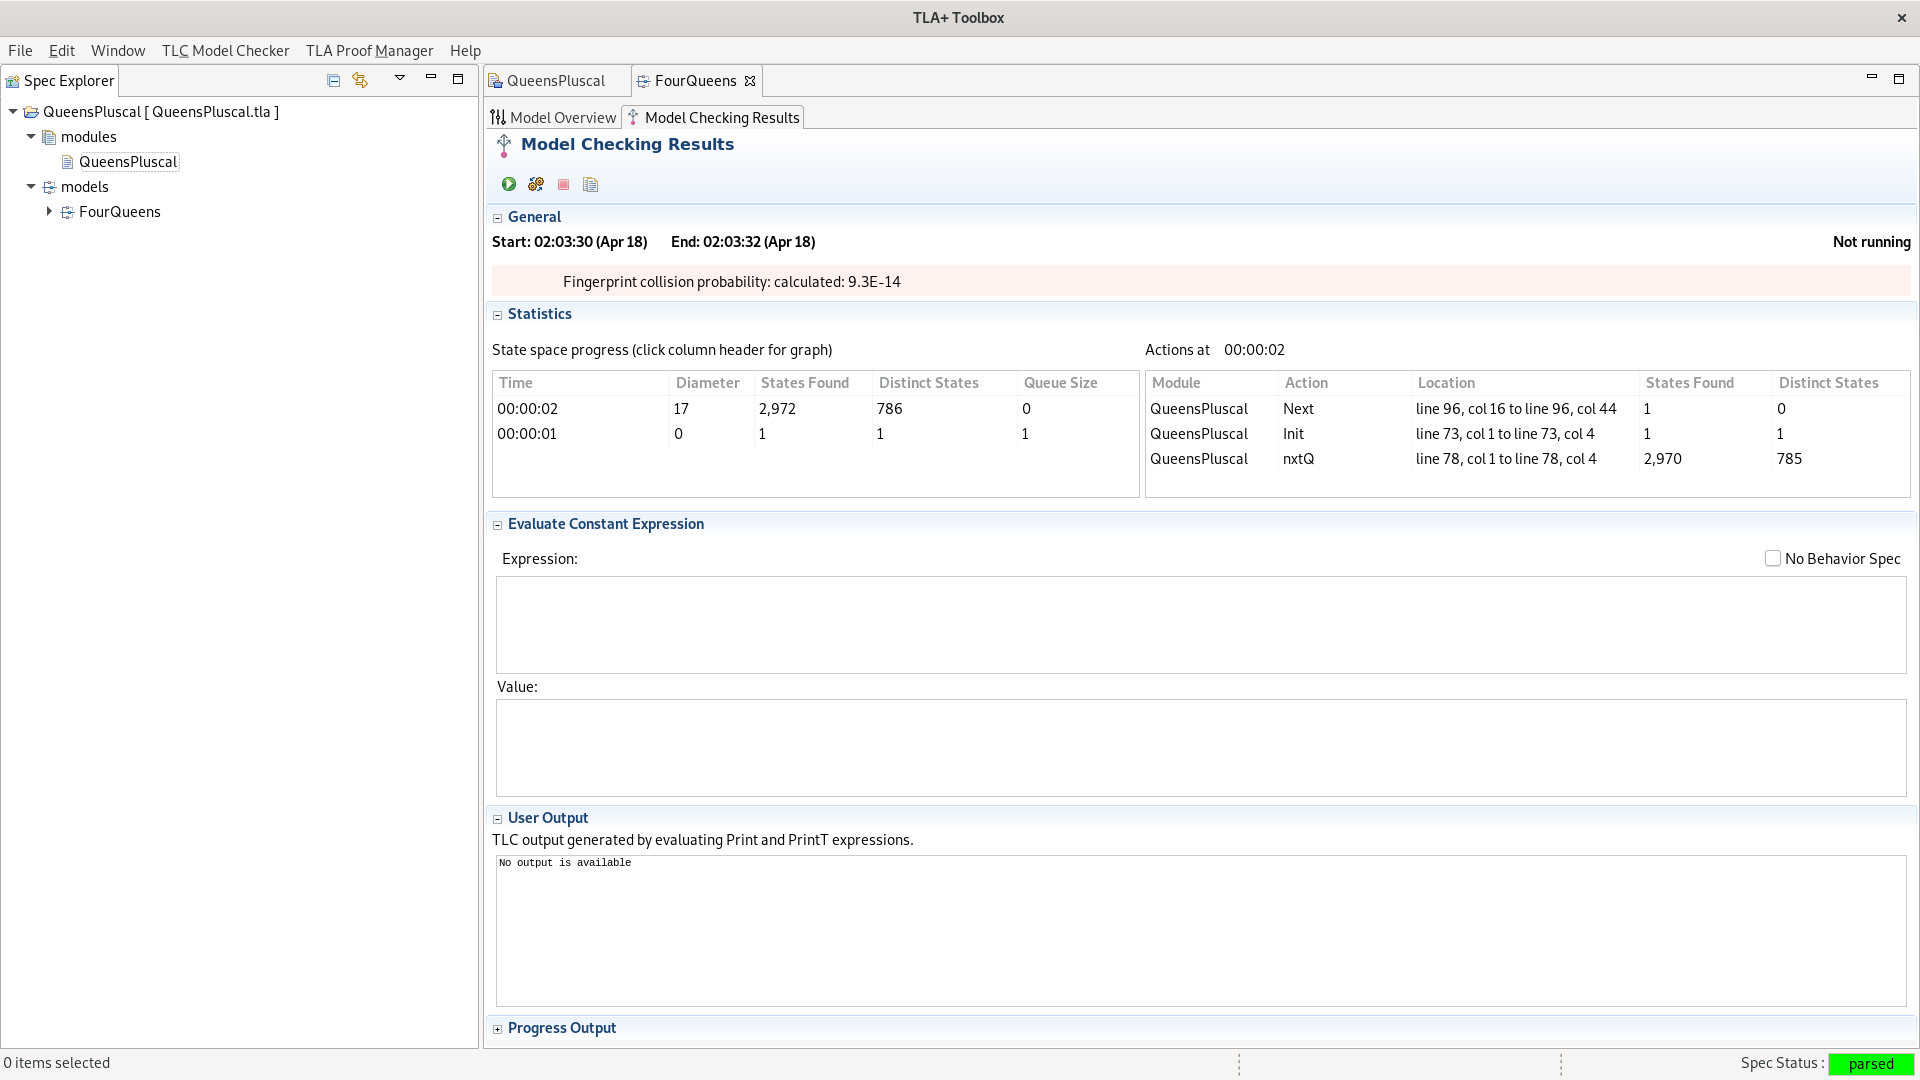 TLA+ Toolbox
File Edit Window TLC Model Checker TLA Proof Manager Help
Spec Explorer
QueensPluscal [ QueensPluscal.tla ]
modules
QueensPluscal
models
FourQueens
QueensPluscal FourQueens
Model Overview Model Checking Results
Model Checking Results
General
Start: 02:03:30 (Apr 18) End: 02:03:32 (Apr 18) Not running
Fingerprint collision probability: calculated: 9.3E-14
Statistics
State space progress (click column header for graph)
Time Diameter States Found Distinct States Queue Size
00:00:02 17 2,972 786 0
00:00:01 0 1 1 1
Actions at 00:00:02
Module Action Location States Found Distinct States
QueensPluscal Next line 96, col 16 to line 96, col 44 1 0
QueensPluscal Init line 73, col 1 to line 73, col 4 1 1
QueensPluscal nxtQ line 78, col 1 to line 78, col 4 2,970 785
Evaluate Constant Expression
Expression: No Behavior Spec
Value:
User Output
TLC output generated by evaluating Print and PrintT expressions.
No output is available
Progress Output
0 items selected Spec Status : parsed